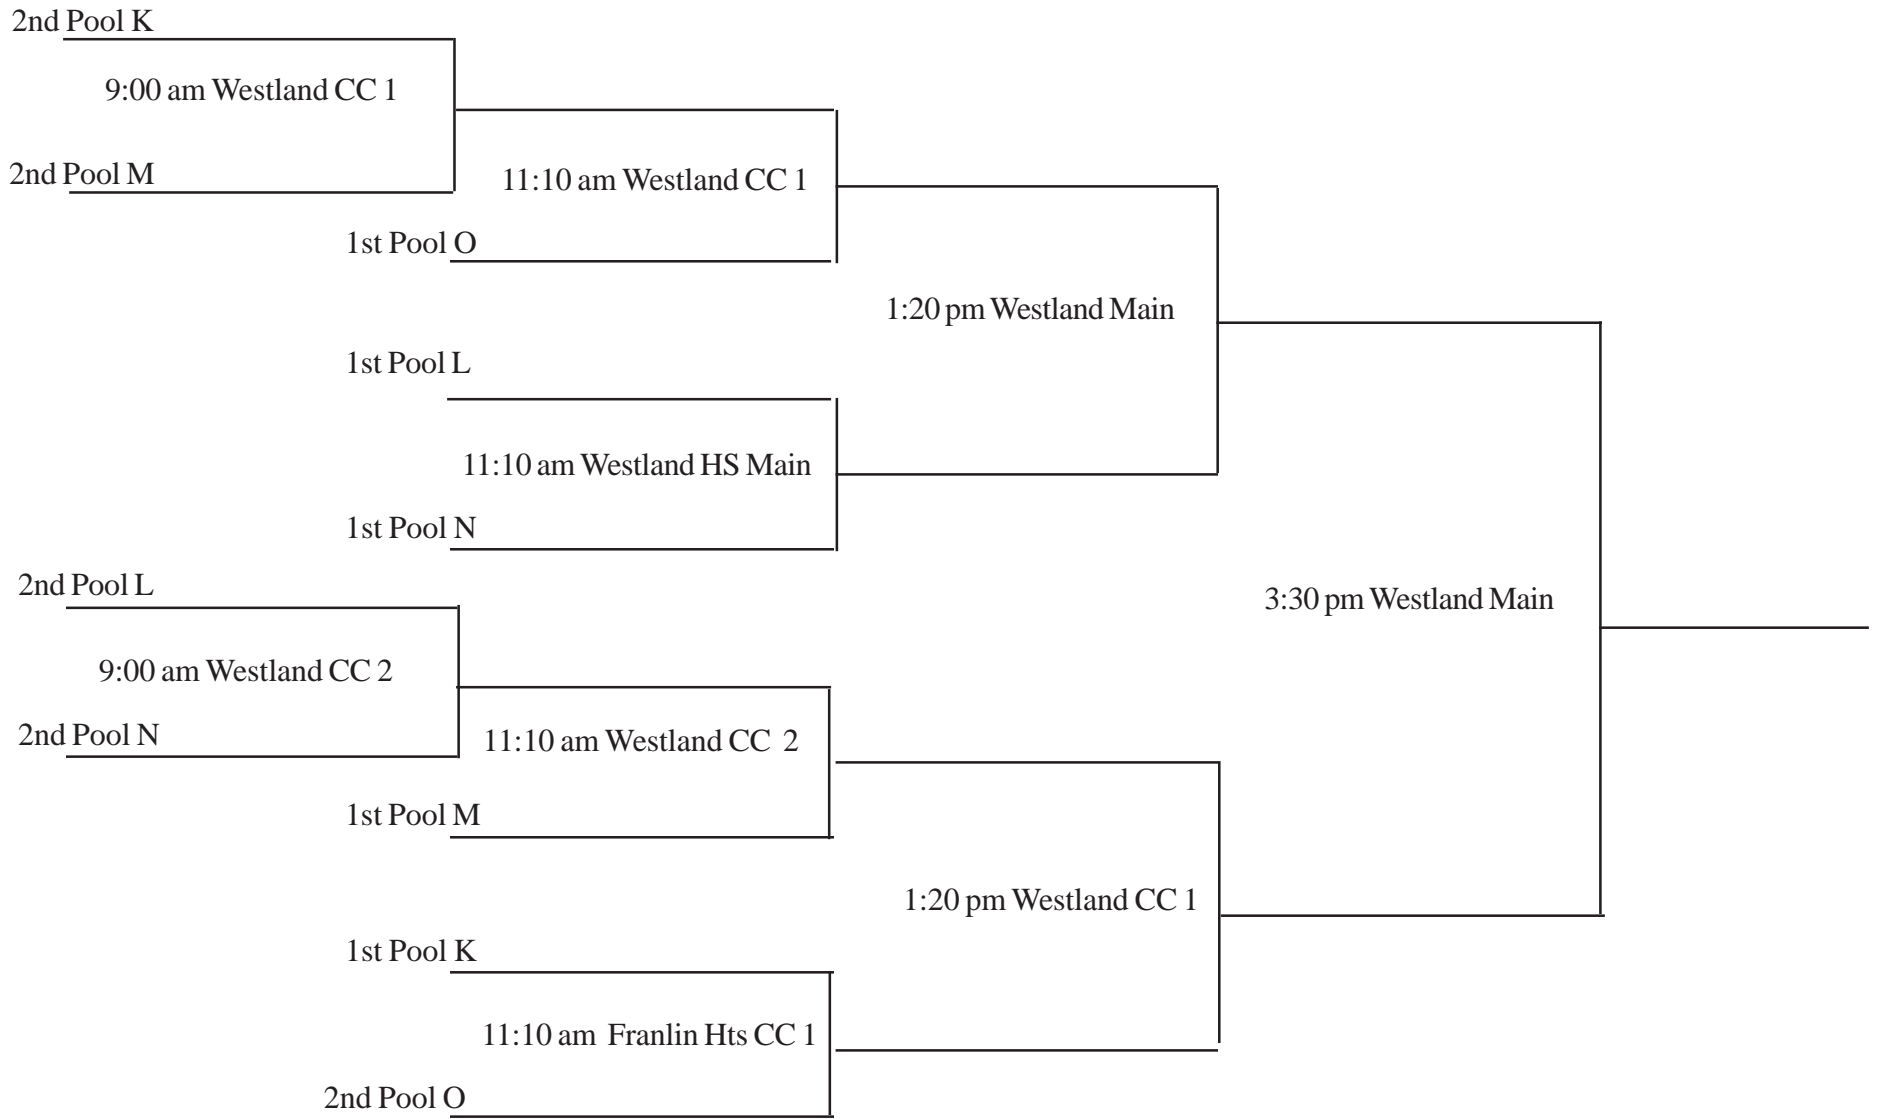 2nd Pool K
9:00 am Westland CC 1
2nd Pool M
11:10 am Westland CC 1
1st Pool O
1:20 pm Westland Main
1st Pool L
11:10 am Westland HS Main
1st Pool N
2nd Pool L
3:30 pm Westland Main
9:00 am Westland CC 2
2nd Pool N
11:10 am Westland CC 2
1st Pool M
1:20 pm Westland CC 1
1st Pool K
11:10 am Franlin Hts CC 1
2nd Pool O